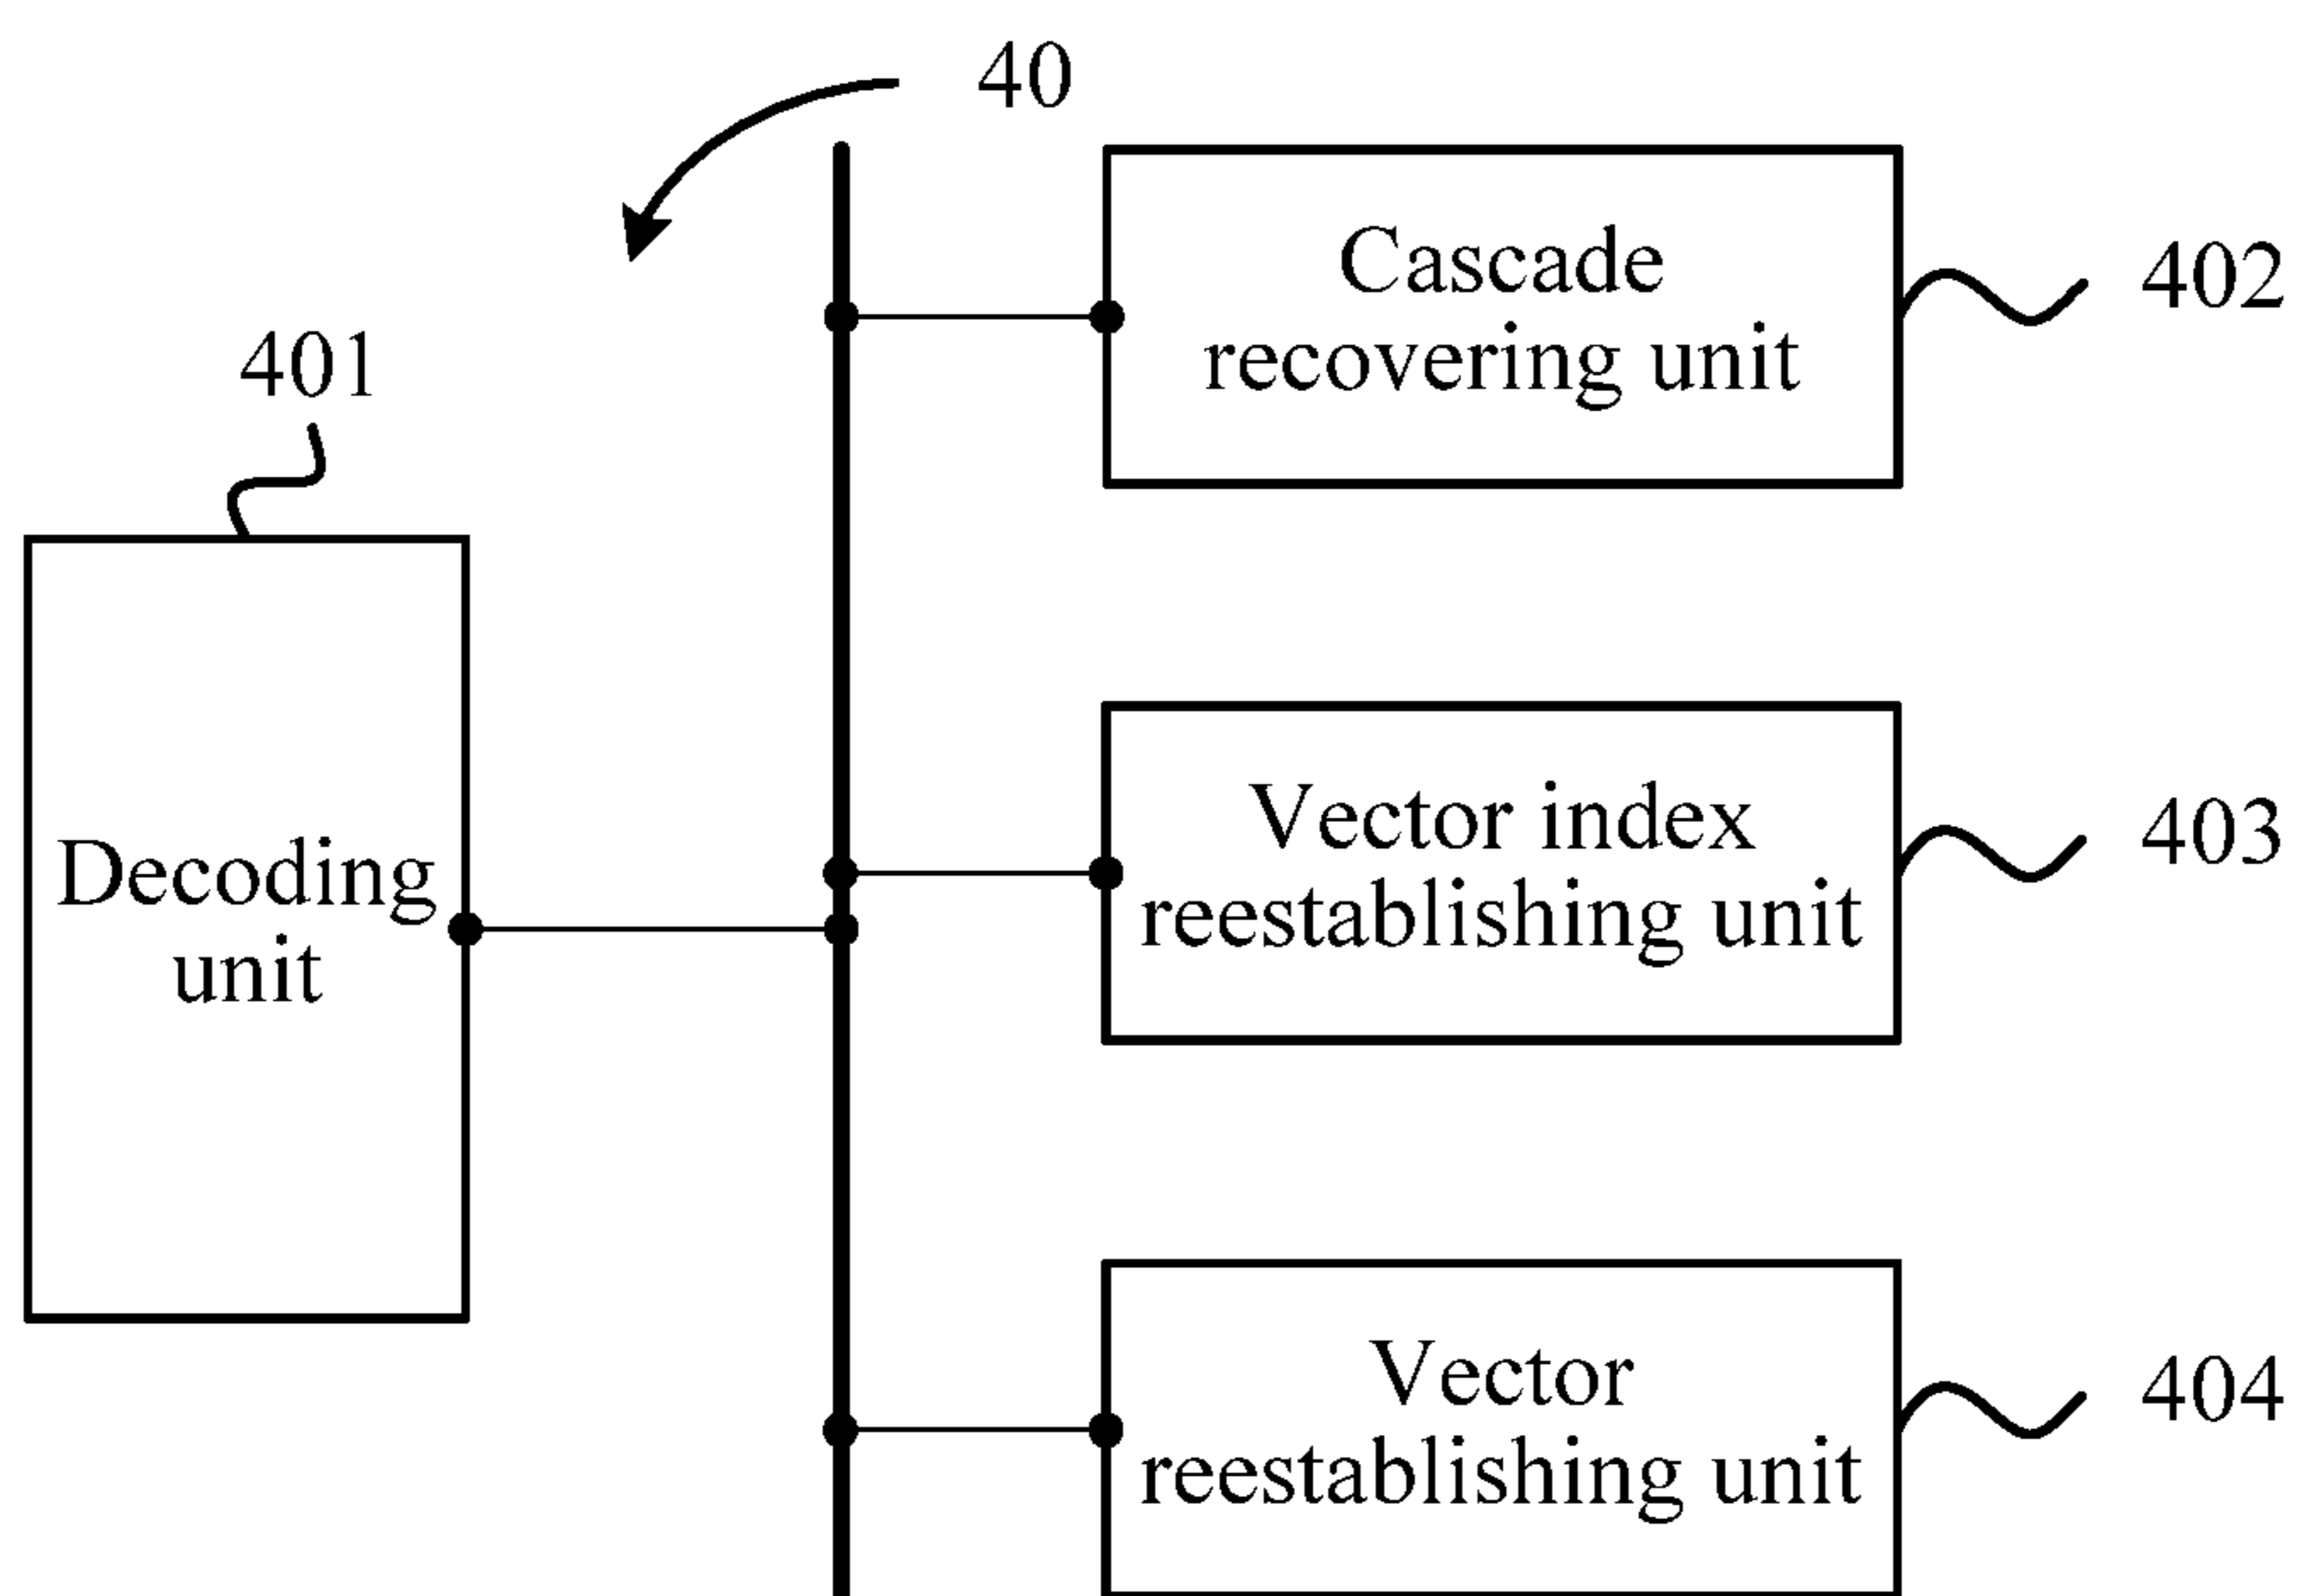 40
Cascade
recovering unit
402
401
Decoding
unit
Vector index
reestablishing unit
403
Vector
reestablishing unit
404